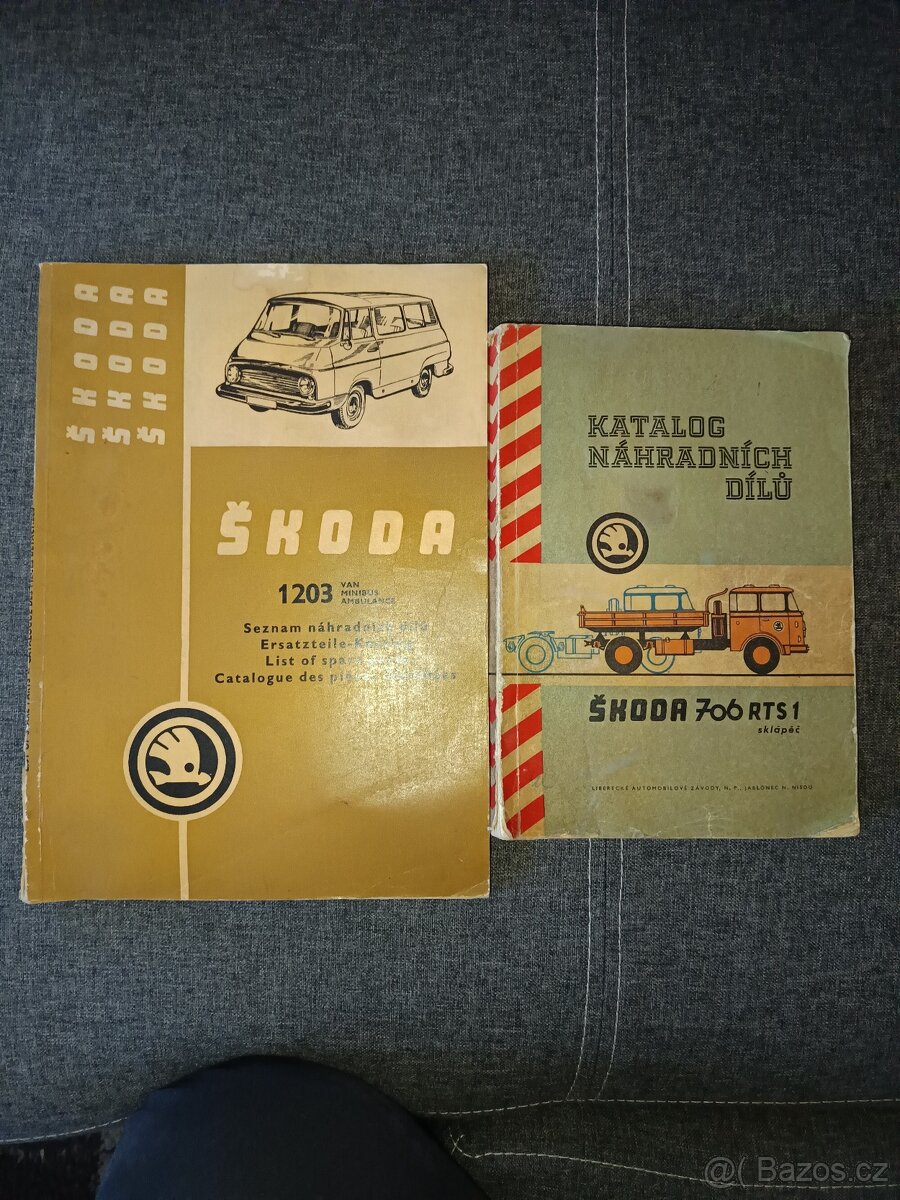 ŠKODA
ŠKODA
ŠKODA
ŠKODA
1203
VAN
MINIBUS
AMBULANCE
Seznam náhradních
Ersatzteile-
List of
Catalogue des
KATALOG
NÁHRADNÍCH
DÍLŮ
ŠKODA 706 RTS 1
sklápěč
LIBERECKÉ AUTOMOBILOVÉ ZÁVODY, N. P., JABLONEC N. NISOU
@( Bazos.cz